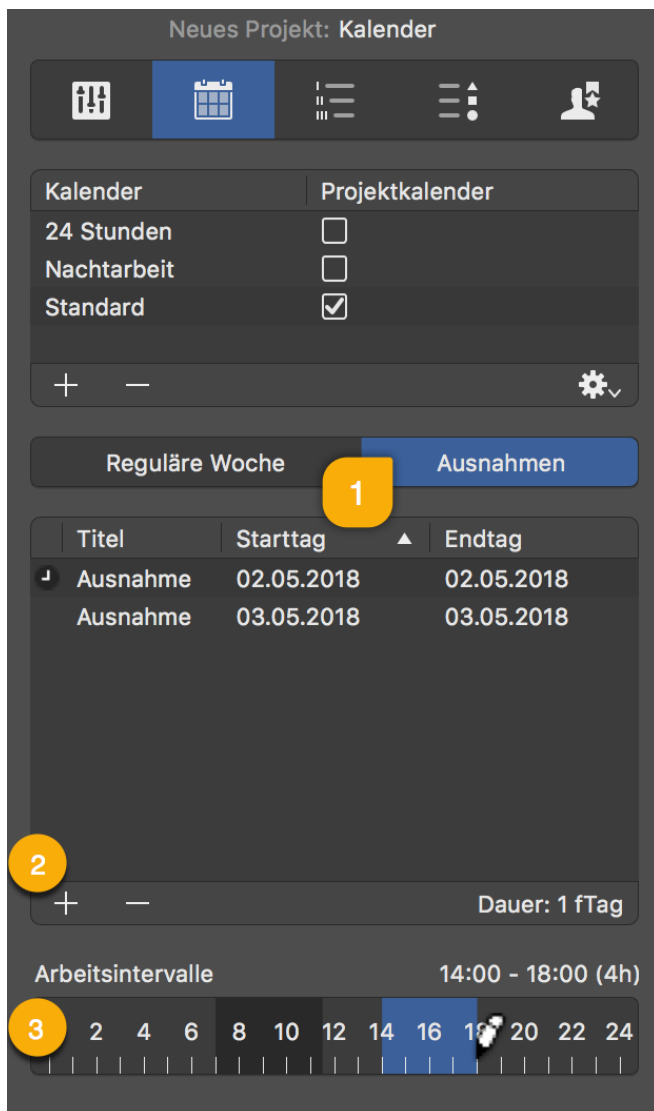 Neues Projekt: Kalender
Kalender Projektkalender
24 Stunden
Nachtarbeit
Standard
Reguläre Woche Ausnahmen
1
Titel Starttag Endtag
Ausnahme 02.05.2018 02.05.2018
Ausnahme 03.05.2018 03.05.2018
2
Dauer: 1 fTag
Arbeitsintervalle 14:00 - 18:00 (4h)
3 2 4 6 8 10 12 14 16 18 20 22 24